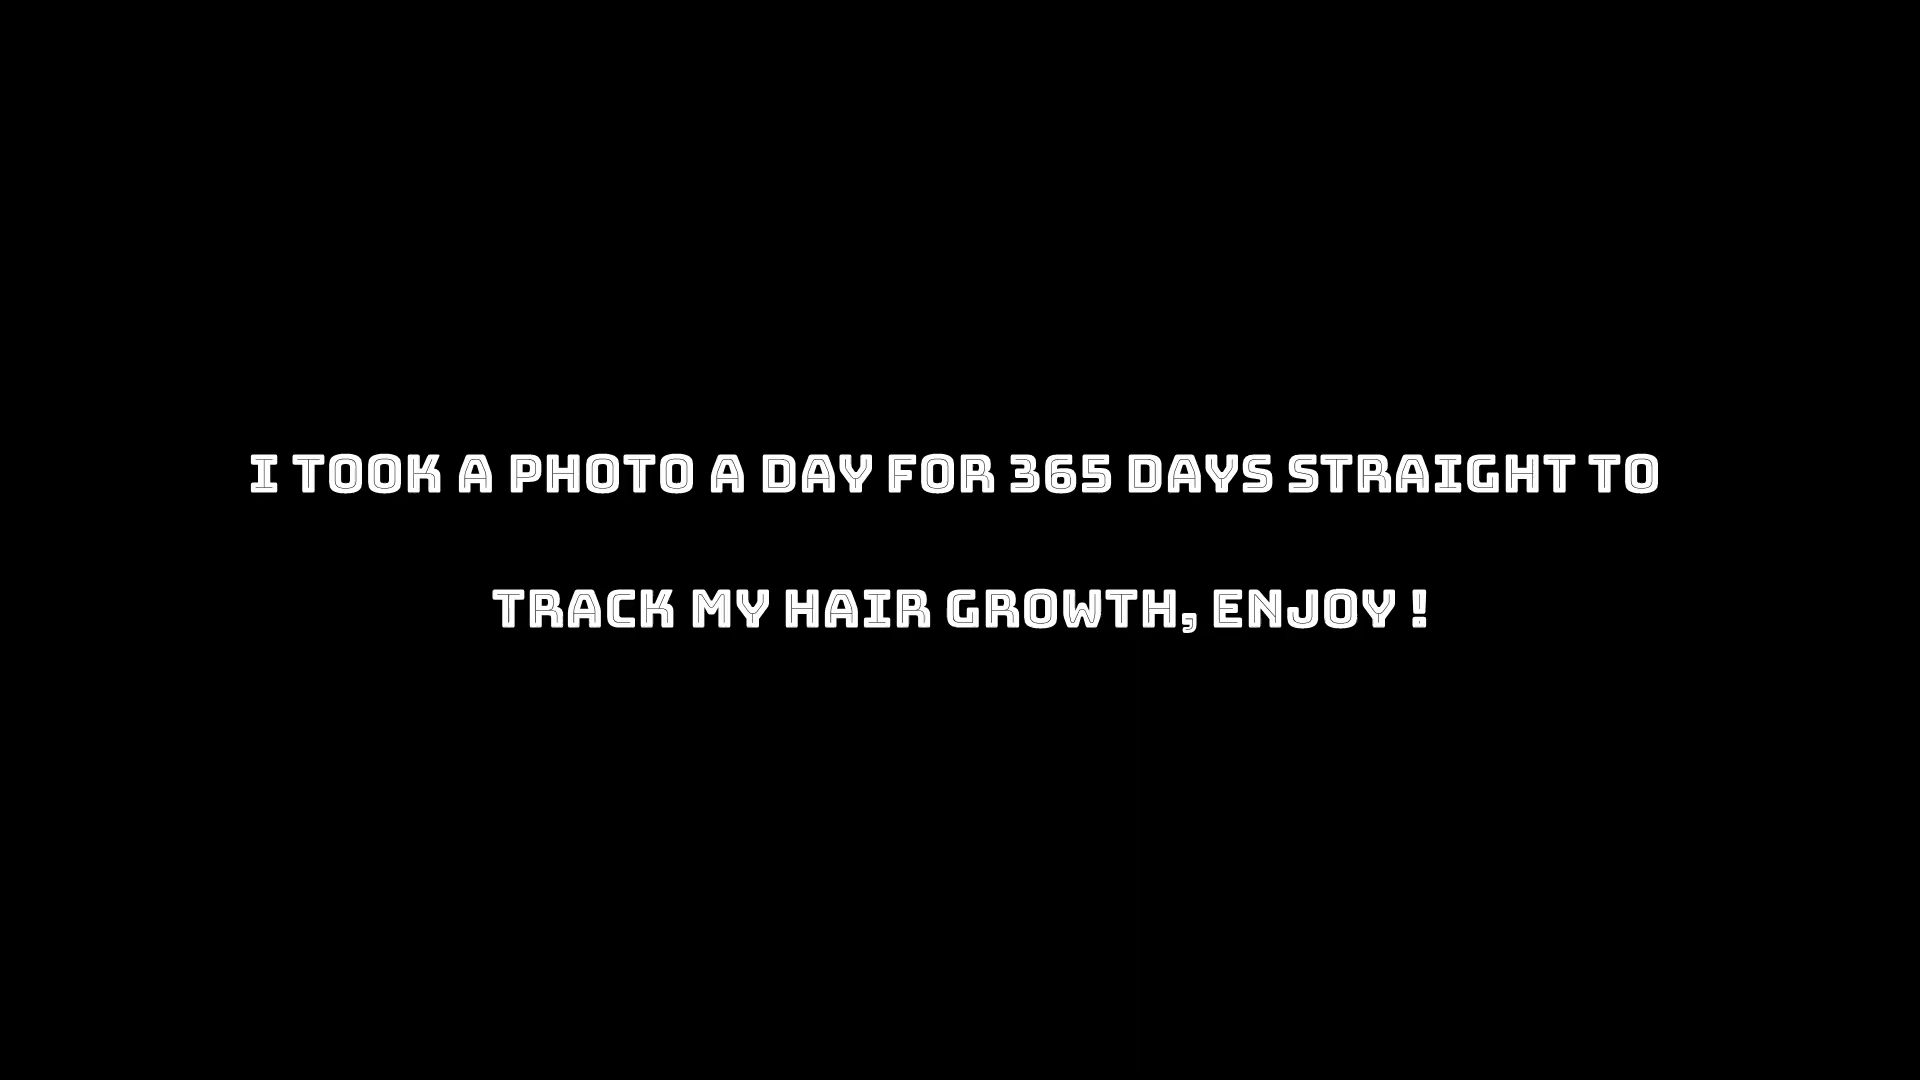 I TOOK A PHOTO A DAY FOR 365 DAYS STRAIGHT TO
TRACK MY HAIR GROWTH, ENJOY !